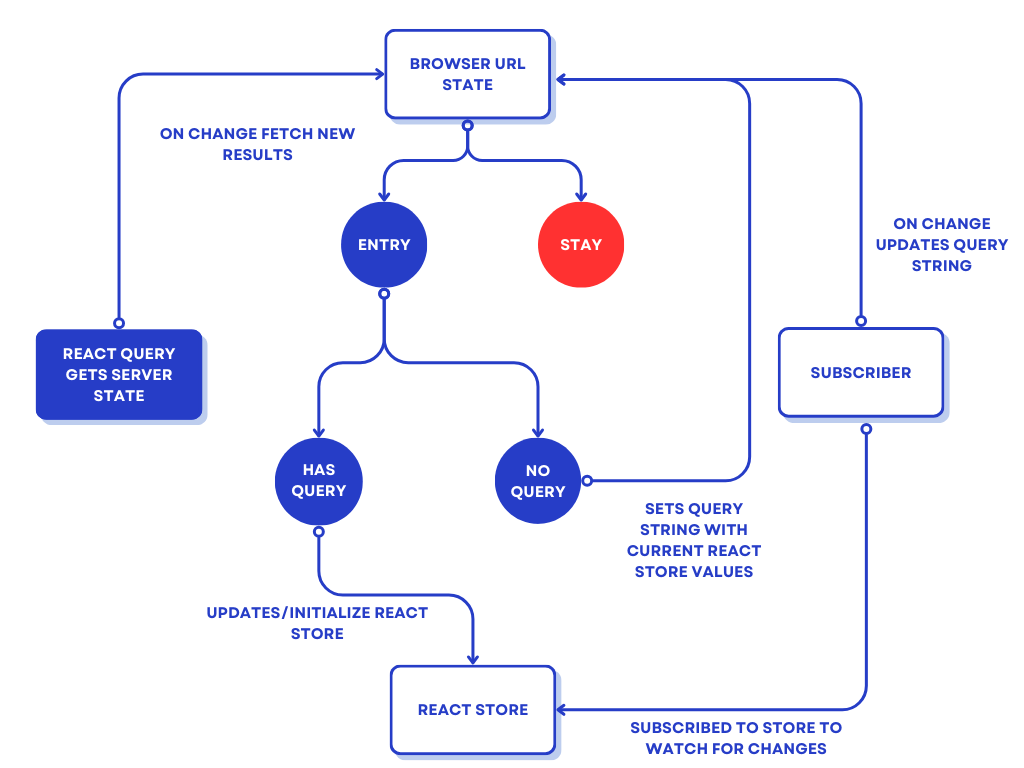 BROWSER URL
STATE
ON CHANGE FETCH NEW
RESULTS
ENTRY
STAY
ON CHANGE
UPDATES QUERY
STRING
REACT QUERY
GETS SERVER
STATE
SUBSCRIBER
HAS
QUERY
NO
QUERY
SETS QUERY
STRING WITH
CURRENT REACT
STORE VALUES
UPDATES/INITIALIZE REACT
STORE
REACT STORE
SUBSCRIBED TO STORE TO
WATCH FOR CHANGES